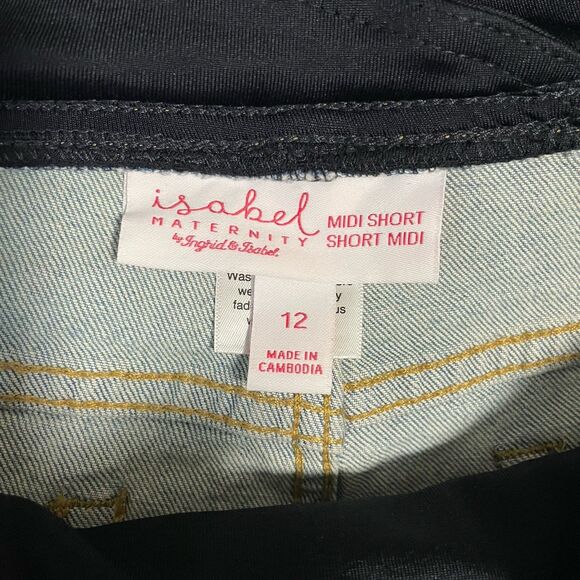 isabel
MATERNITY
by Ingrid & Isabel.
MIDI SHORT
SHORT MIDI
12
MADE IN
CAMBODIA